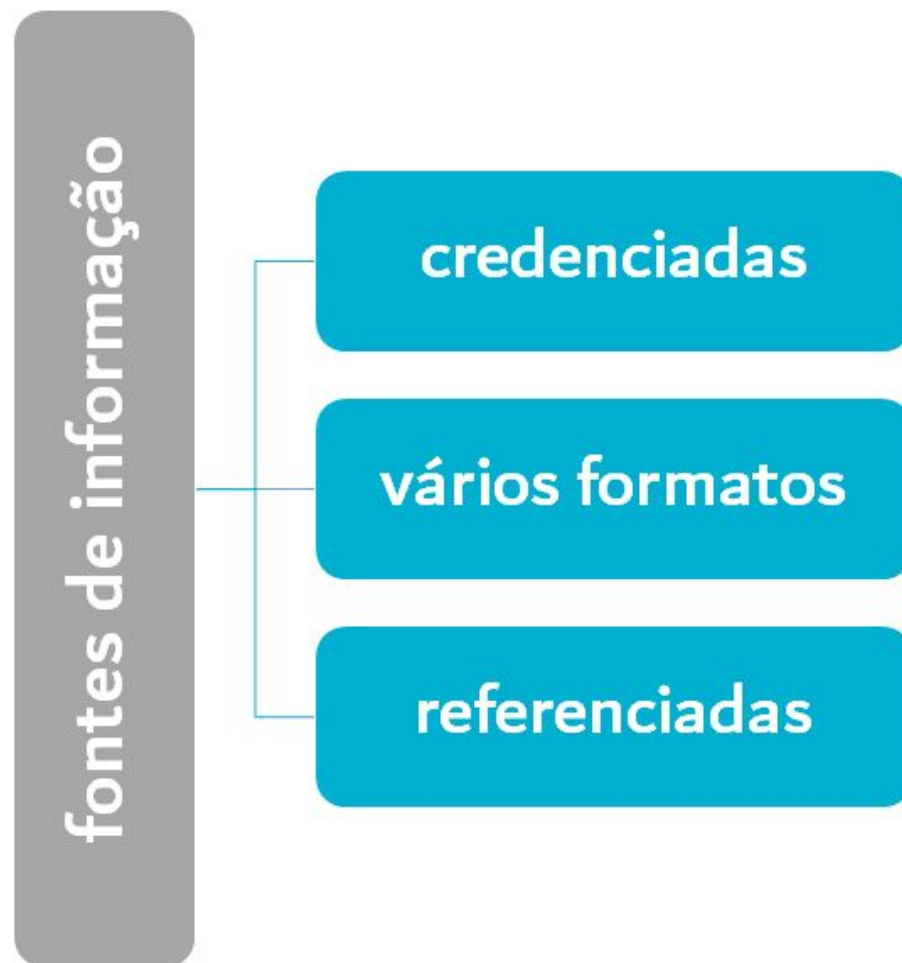 fontes de informação
credenciadas
vários formatos
referenciadas